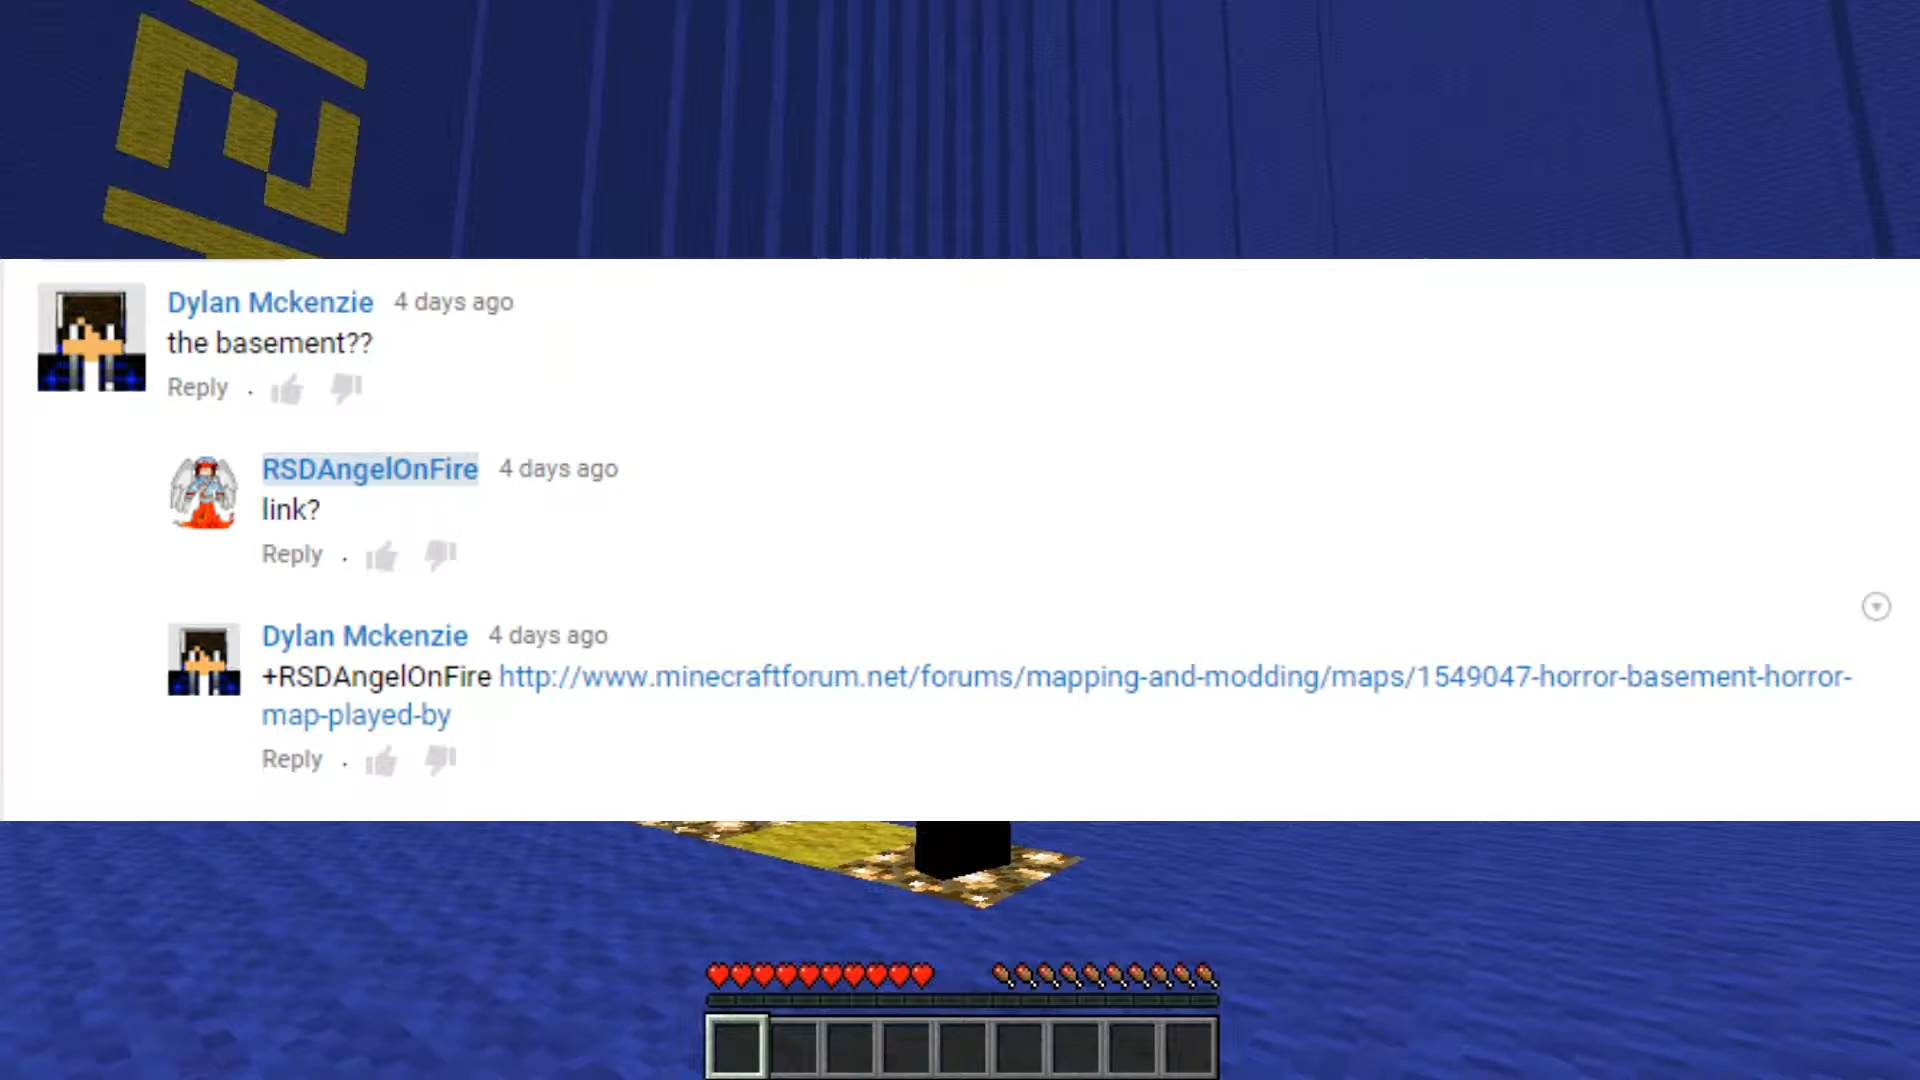 Dylan Mckenzie 4 days ago
the basement??
Reply .
RSDAngelOnFire 4 days ago
link?
Reply .
Dylan Mckenzie 4 days ago
+RSDAngelOnFire http://www.minecraftforum.net/forums/mapping-and-modding/maps/1549047-horror-basement-horror-
map-played-by
Reply .